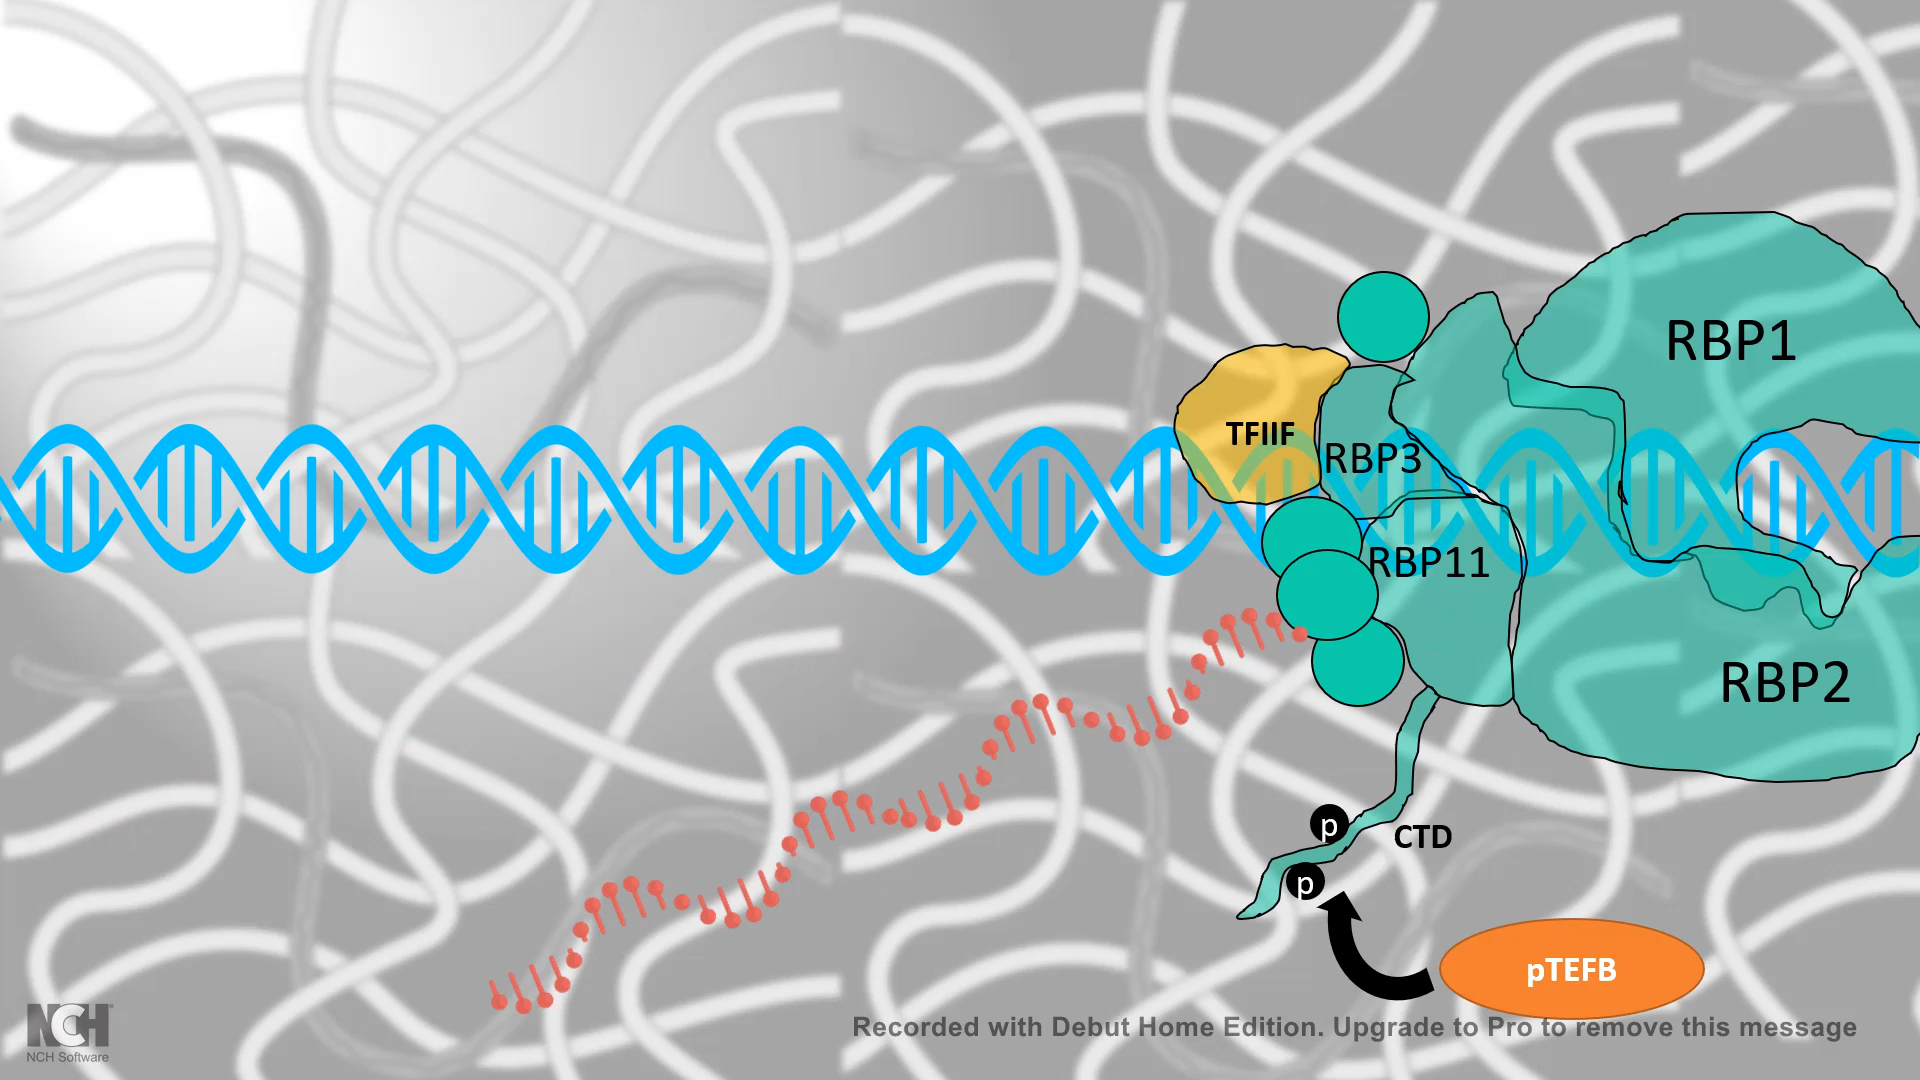 RBP1
TFIIF
RBP3
RBP11
RBP2
p
CTD
p
pTEFB
NCH
NCH Software
Recorded with Debut Home Edition. Upgrade to Pro to remove this message